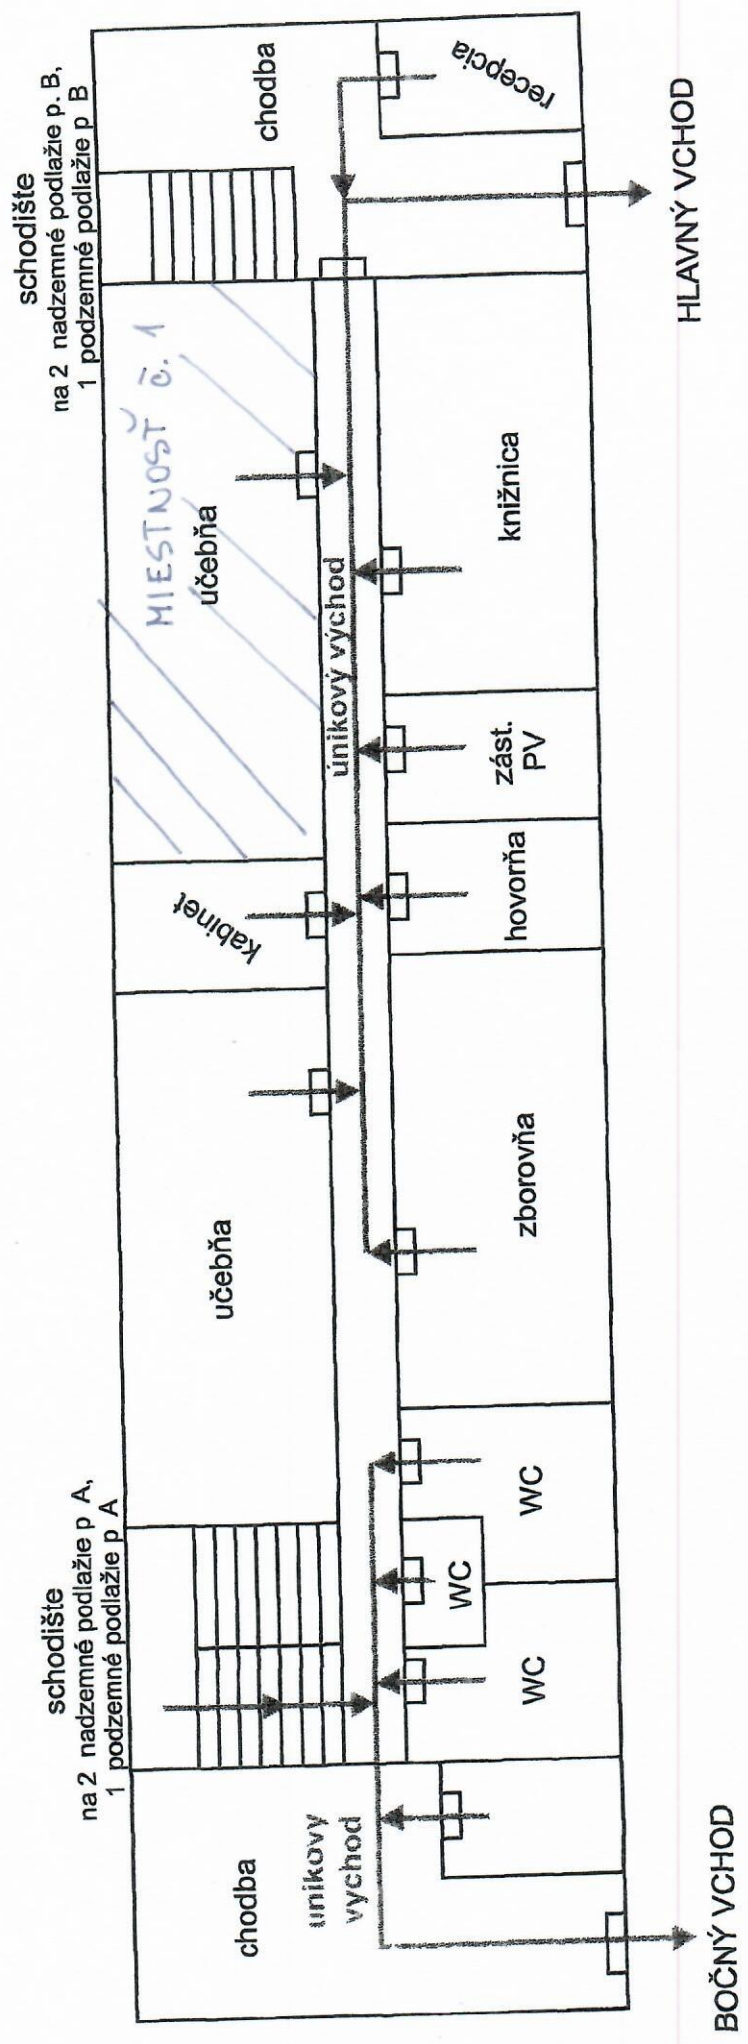 schodište
na 2 nadzemné podlažie p A,
1 podzemné podlažie p A
schodište
na 2 nadzemné podlažie p. B,
1 podzemné podlažie p B
chodba
unikovy
vychod
učebňa
kabinet
MIESTNOSŤ č. 1
učebňa
únikový východ
chodba
recepcia
WC
WC
WC
zborovňa
hovorňa
zást.
PV
knižnica
BOČNÝ VCHOD
HLAVNÝ VCHOD